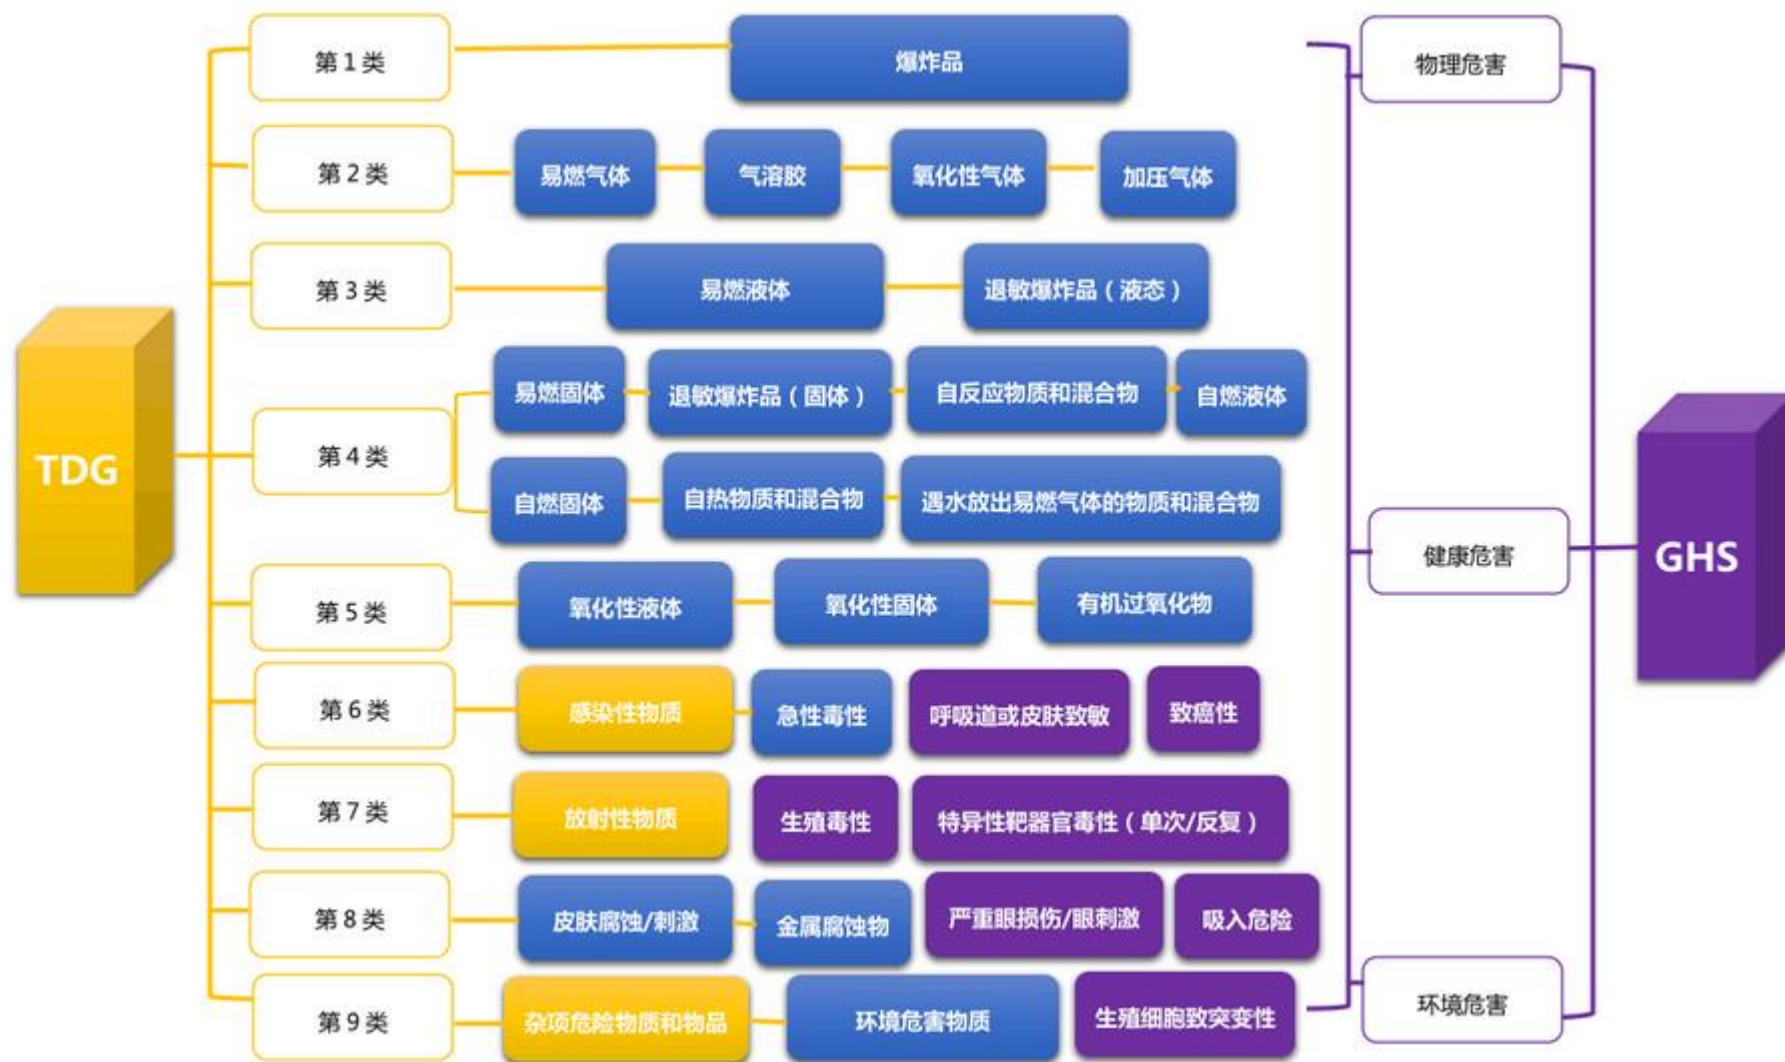 TDG
第1类
爆炸品
第2类
易燃气体
气溶胶
氧化性气体
加压气体
第3类
易燃液体
退敏爆炸品（液态）
第4类
易燃固体
退敏爆炸品（固体）
自反应物质和混合物
自燃液体
自燃固体
自热物质和混合物
遇水放出易燃气体的物质和混合物
第5类
氧化性液体
氧化性固体
有机过氧化物
第6类
感染性物质
急性毒性
呼吸道或皮肤致敏
致癌性
第7类
放射性物质
生殖毒性
特异性靶器官毒性（单次/反复）
第8类
皮肤腐蚀/刺激
金属腐蚀物
严重眼损伤/眼刺激
吸入危险
第9类
杂项危险物质和物品
环境危害物质
生殖细胞致突变性
物理危害
健康危害
环境危害
GHS